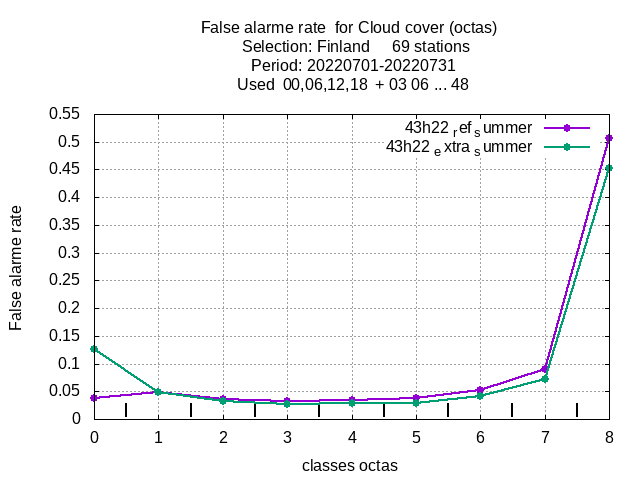 False alarme rate  for Cloud cover (octas)
Selection: Finland     69 stations
Period: 20220701-20220731
Used  00,06,12,18  + 03 06 ... 48
0.55
0.5
0.45
0.4
0.35
0.3
0.25
0.2
0.15
0.1
0.05
0
False alarme rate
43h22 ref summer
43h22 extra summer
0 1 2 3 4 5 6 7 8
classes octas